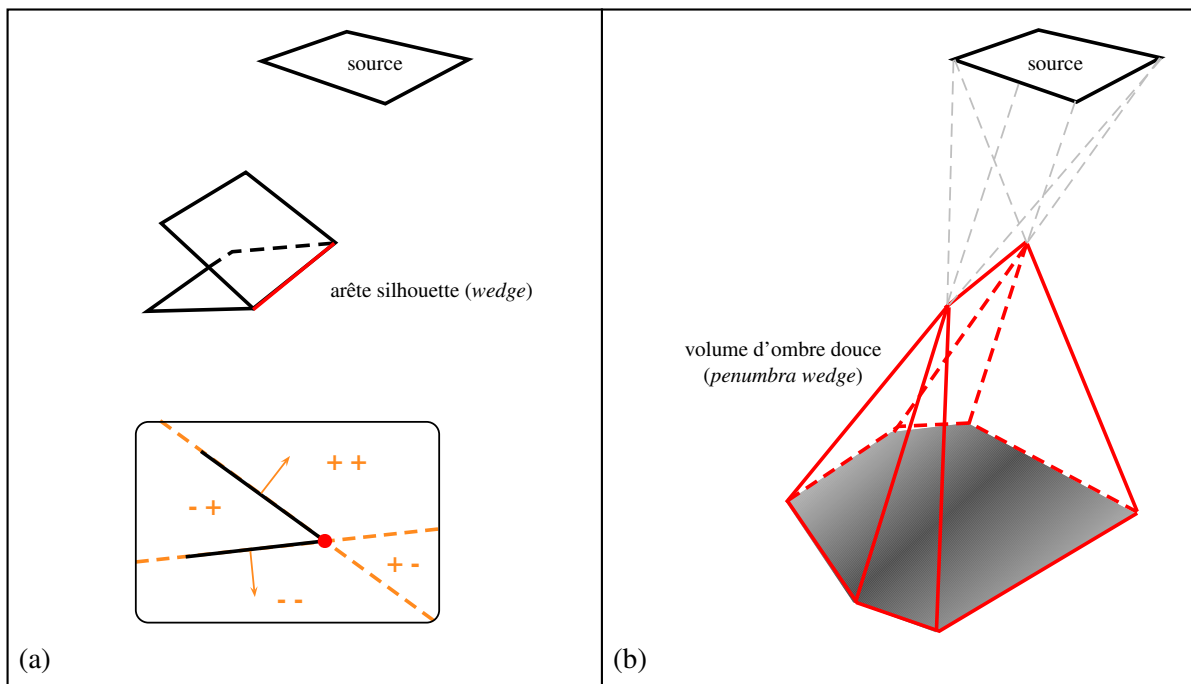 source
arête silhouette (wedge)
+ +
- +
+ -
- -
(a)
source
volume d'ombre douce
(penumbra wedge)
(b)